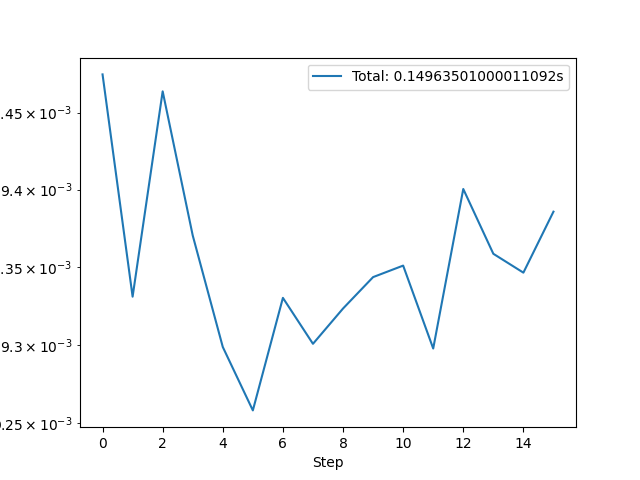 Total: 0.14963501000011092s
.45 × 10⁻³
9.4 × 10⁻³
.35 × 10⁻³
9.3 × 10⁻³
.25 × 10⁻³
0 2 4 6 8 10 12 14
Step